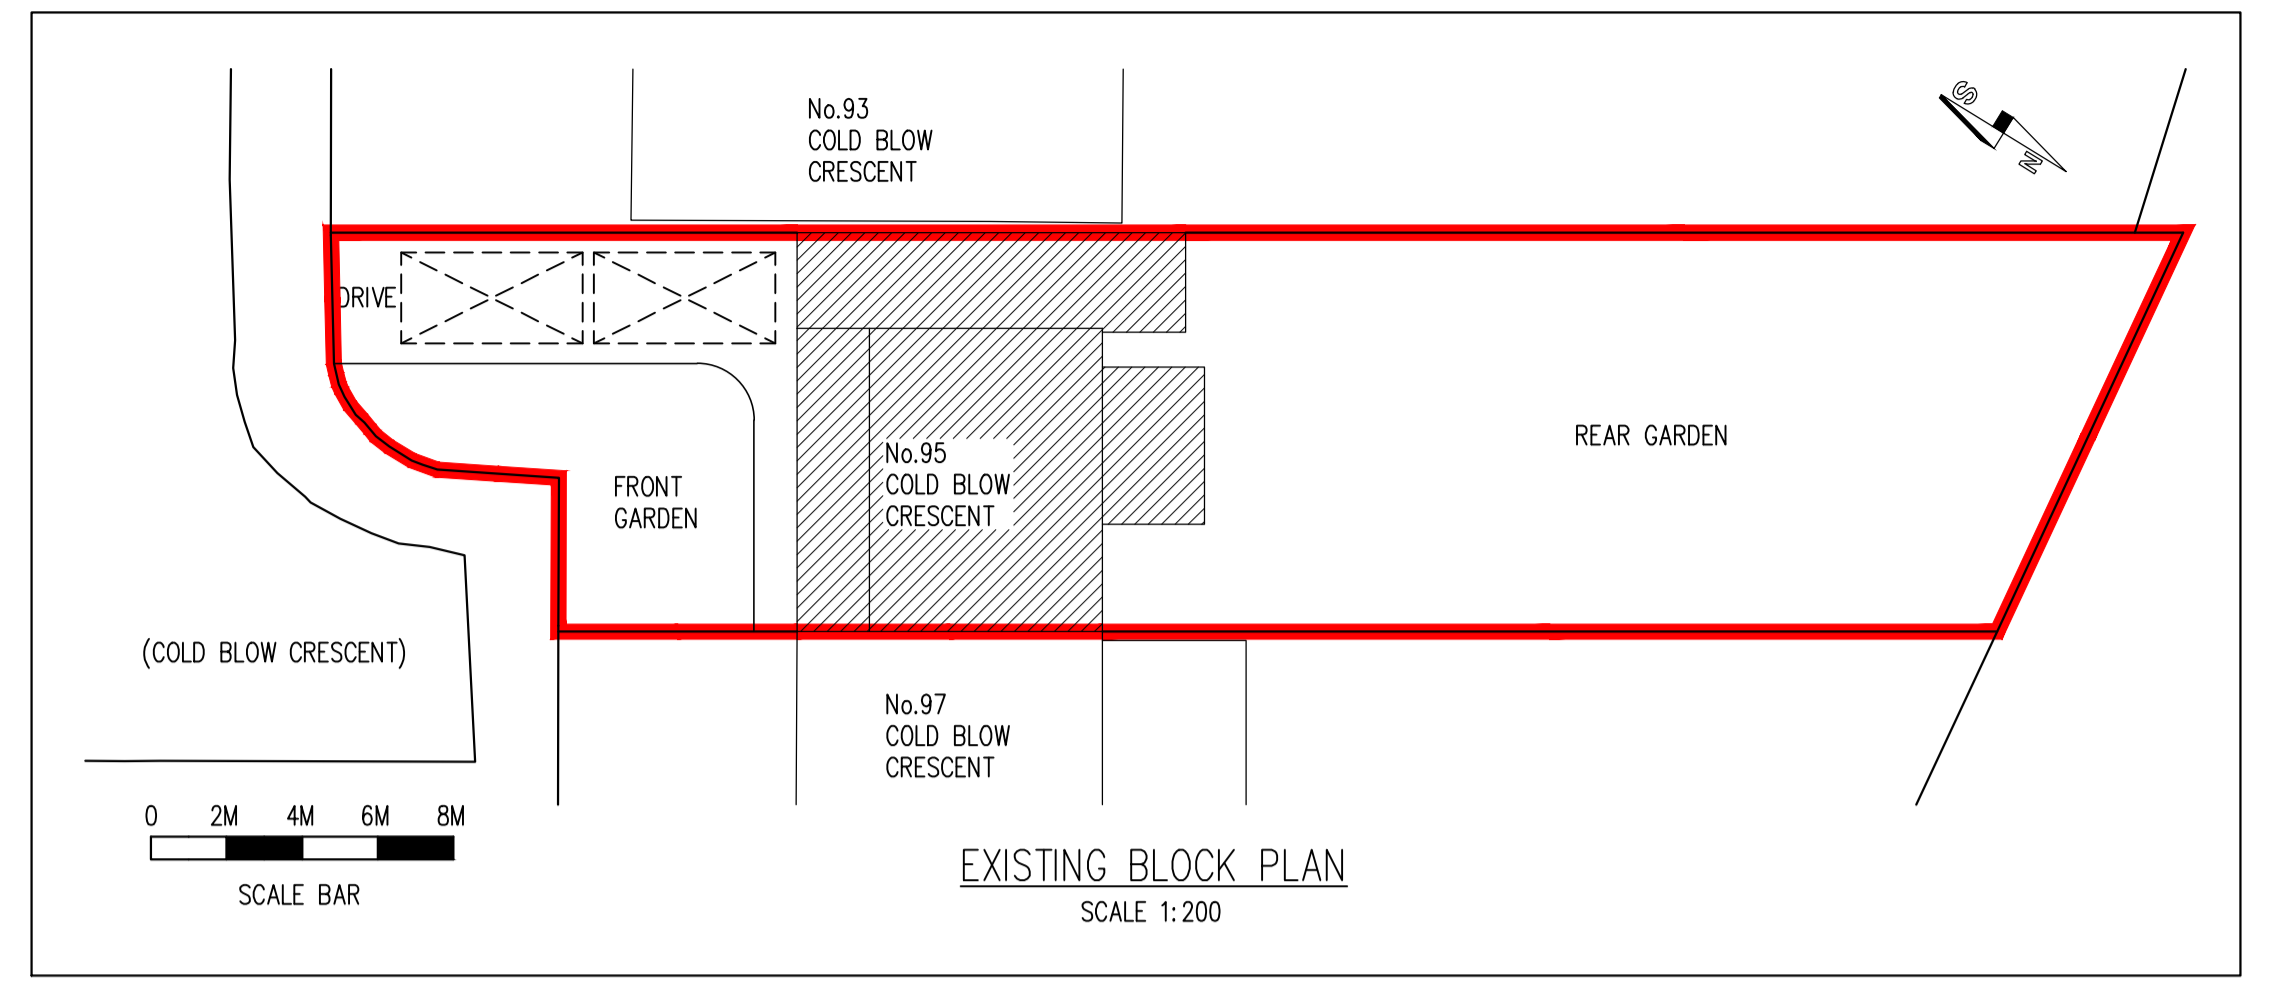 No.93
COLD BLOW
CRESCENT
S
N
DRIVE
No.95
COLD BLOW
CRESCENT
REAR GARDEN
FRONT
GARDEN
(COLD BLOW CRESCENT)
No.97
COLD BLOW
CRESCENT
0 2M 4M 6M 8M
SCALE BAR
EXISTING BLOCK PLAN
SCALE 1:200